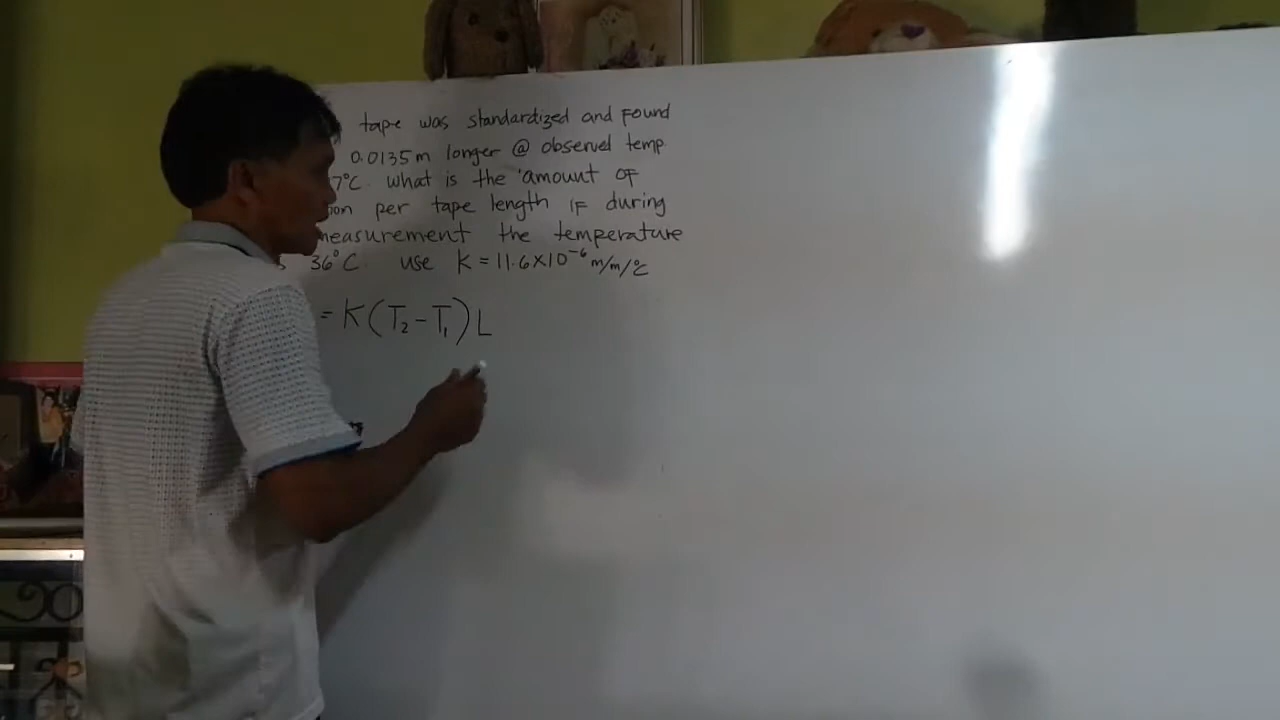 tape was standardized and found
0.0135m longer @ observed temp
7°C. what is the amount of
per tape length if during
measurement the temperature
36°C use K = 11.6x10⁻⁶ m/m/°C
= K(T₂-T₁)L